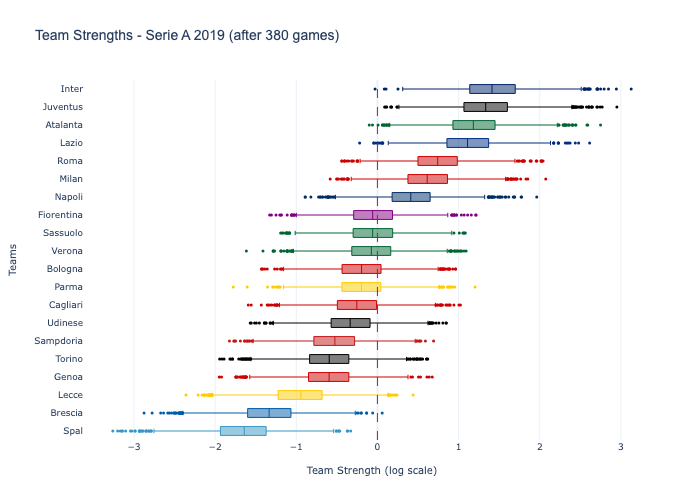 Team Strengths - Serie A 2019 (after 380 games)
Inter
Juventus
Atalanta
Lazio
Roma
Milan
Napoli
Fiorentina
Sassuolo
Verona
Bologna
Parma
Cagliari
Udinese
Sampdoria
Torino
Genoa
Lecce
Brescia
Spal
Teams
−3 −2 −1 0 1 2 3
Team Strength (log scale)